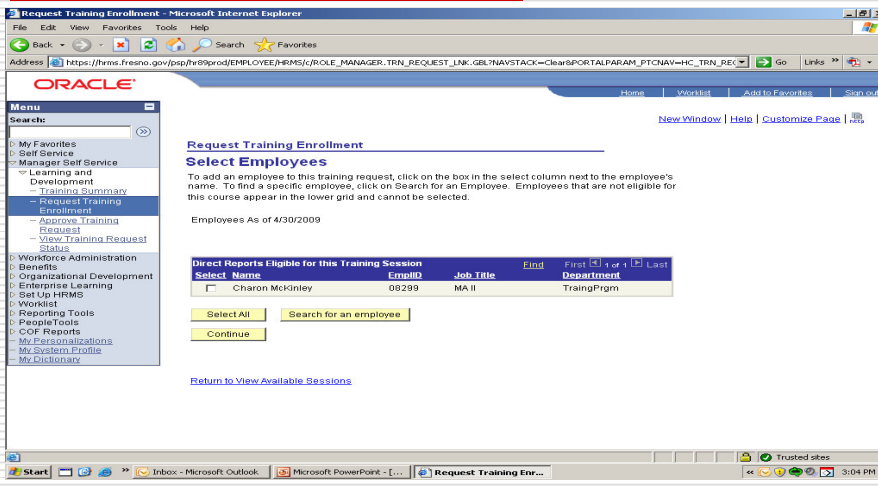 Request Training Enrollment - Microsoft Internet Explorer
File Edit View Favorites Tools Help
Back Search Favorites
Address https://hrms.fresno.gov/psp/hr89prod/EMPLOYEE/HRMS/c/ROLE_MANAGER.TRN_REQUEST_LNK.GBL?NAVSTACK=Clear&PORTALPARAM_PTCNAV=HC_TRN_REC Go Links »
ORACLE
Home Worklist Add to Favorites Sign out
Menu
Search:
My Favorites
Self Service
Manager Self Service
Learning and
Development
– Training Summary
– Request Training
Enrollment
– Approve Training
Request
– View Training Request
Status
Workforce Administration
Benefits
Organizational Development
Enterprise Learning
Set Up HRMS
Worklist
Reporting Tools
PeopleTools
COF Reports
– My Personalizations
– My System Profile
– My Dictionary
New Window | Help | Customize Page | http
Request Training Enrollment
Select Employees
To add an employee to this training request, click on the box in the select column next to the employee's
name. To find a specific employee, click on Search for an Employee. Employees that are not eligible for
this course appear in the lower grid and cannot be selected.
Employees As of 4/30/2009
Direct Reports Eligible for this Training Session Find First 1 of 1 Last
Select Name EmplID Job Title Department
Charon McKinley 08299 MA II TraingPrgm
Select All Search for an employee
Continue
Return to View Available Sessions
Trusted sites
Start » Inbox - Microsoft Outlook Microsoft PowerPoint - [... Request Training Enr... « 3:04 PM